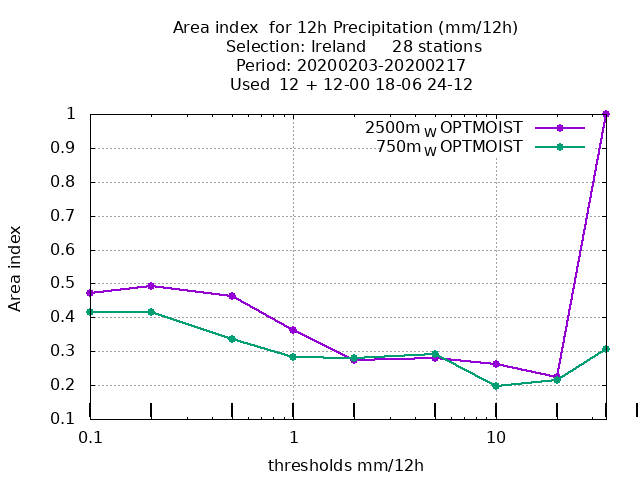 Area index  for 12h Precipitation (mm/12h)
Selection: Ireland     28 stations
Period: 20200203-20200217
Used  12 + 12-00 18-06 24-12
2500m W OPTMOIST
750m W OPTMOIST
1
0.9
0.8
0.7
0.6
0.5
0.4
0.3
0.2
0.1
Area index
0.1 1 10
thresholds mm/12h